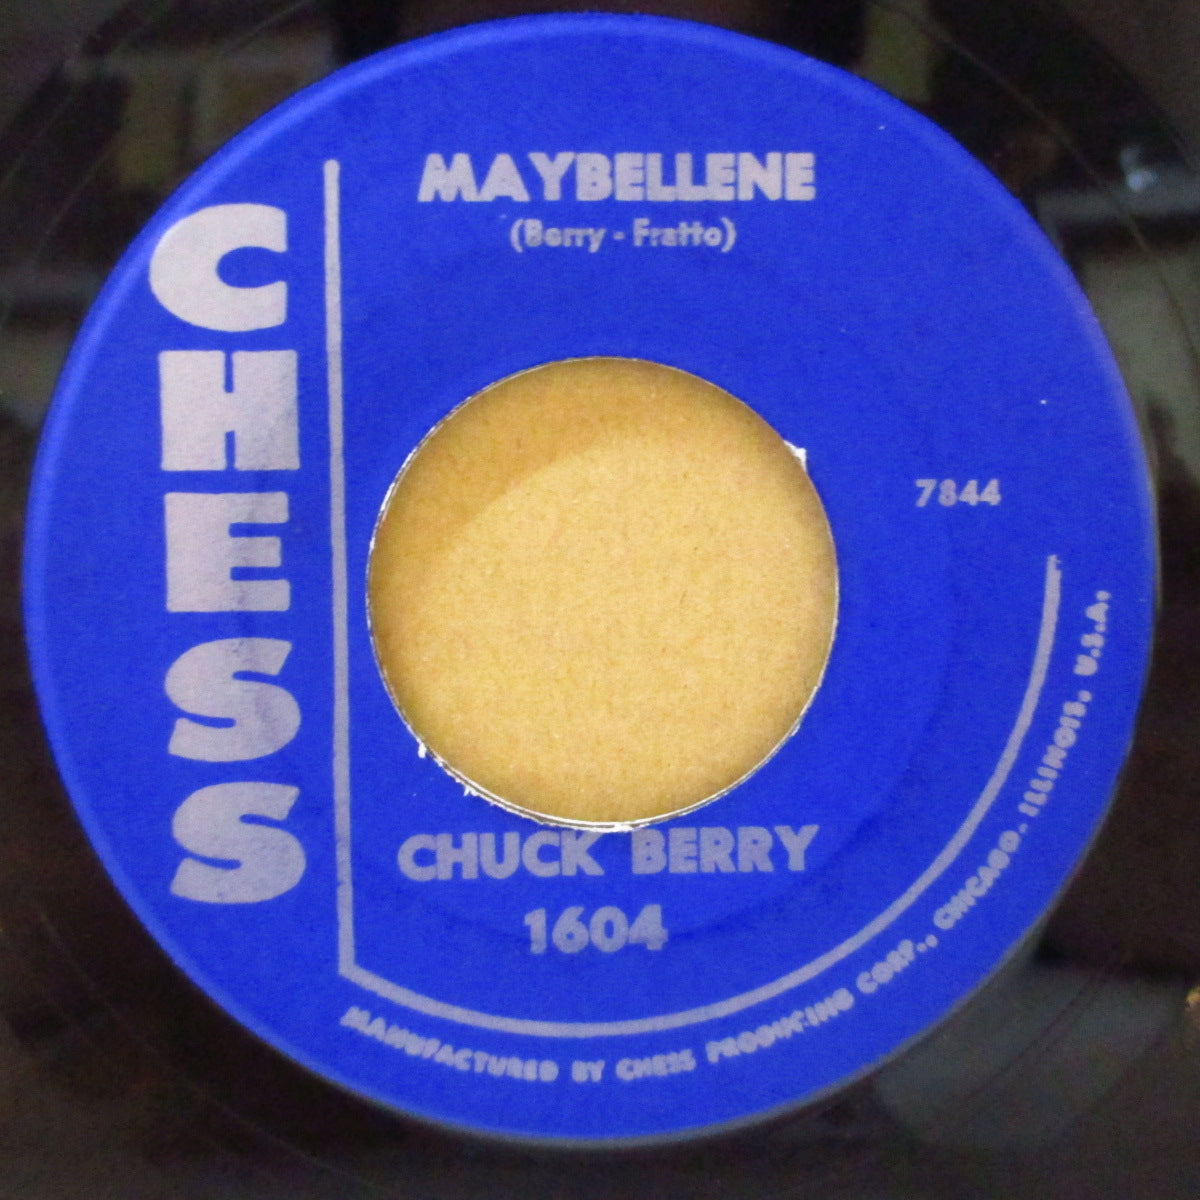 CHESS
MAYBELLENE
(Berry - Fratto)
7844
CHUCK BERRY
1604
MANUFACTURED BY CHESS PRODUCING CORP., CHICAGO, ILLINOIS, U.S.A.